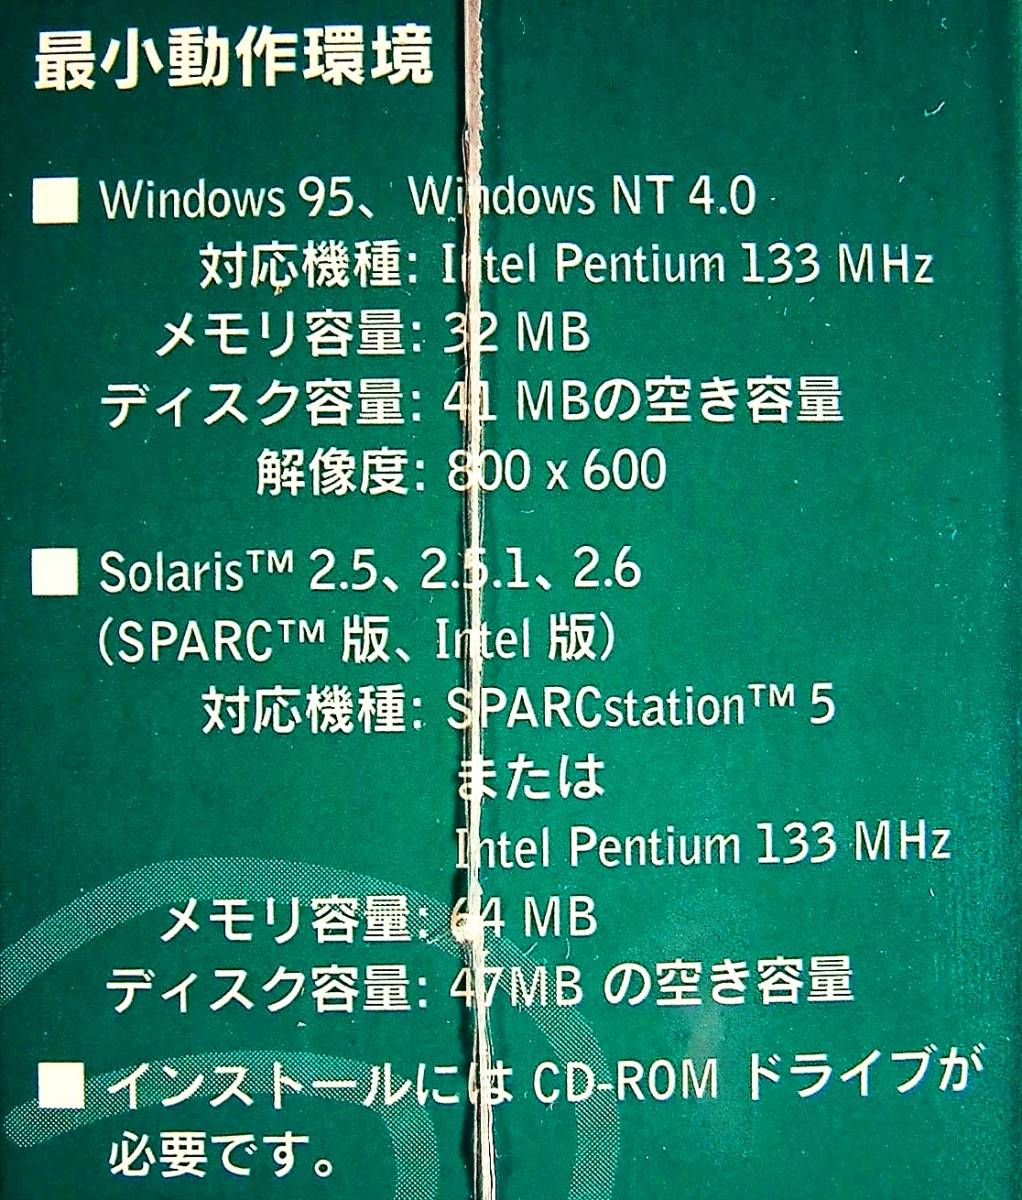 最小動作環境
■ Windows 95、Windows NT 4.0
対応機種: Intel Pentium 133 MHz
メモリ容量: 32 MB
ディスク容量: 41 MBの空き容量
解像度: 800 x 600
■ Solaris™ 2.5、2.5.1、2.6
(SPARC™ 版、Intel 版)
対応機種: SPARCstation™ 5
または
Intel Pentium 133 MHz
メモリ容量: 64 MB
ディスク容量: 47MB の空き容量
■ インストールには CD-ROM ドライブが
必要です。